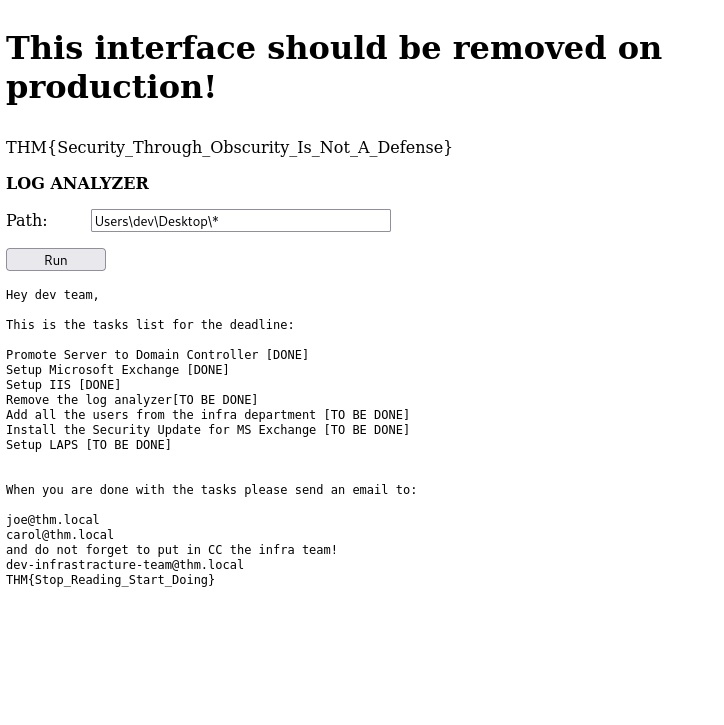 This interface should be removed on
production!
THM{Security_Through_Obscurity_Is_Not_A_Defense}
LOG ANALYZER
Path: Users\dev\Desktop\*
Run
Hey dev team,
This is the tasks list for the deadline:
Promote Server to Domain Controller [DONE]
Setup Microsoft Exchange [DONE]
Setup IIS [DONE]
Remove the log analyzer[TO BE DONE]
Add all the users from the infra department [TO BE DONE]
Install the Security Update for MS Exchange [TO BE DONE]
Setup LAPS [TO BE DONE]
When you are done with the tasks please send an email to:
joe@thm.local
carol@thm.local
and do not forget to put in CC the infra team!
dev-infrastracture-team@thm.local
THM{Stop_Reading_Start_Doing}